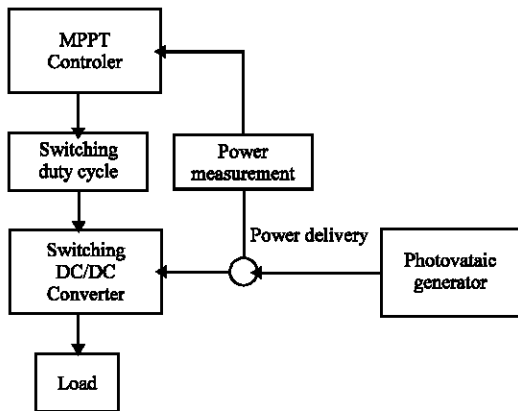 MPPT
Controler
Switching
duty cycle
Power
measurement
Power delivery
Switching
DC/DC
Converter
Photovataic
generator
Load